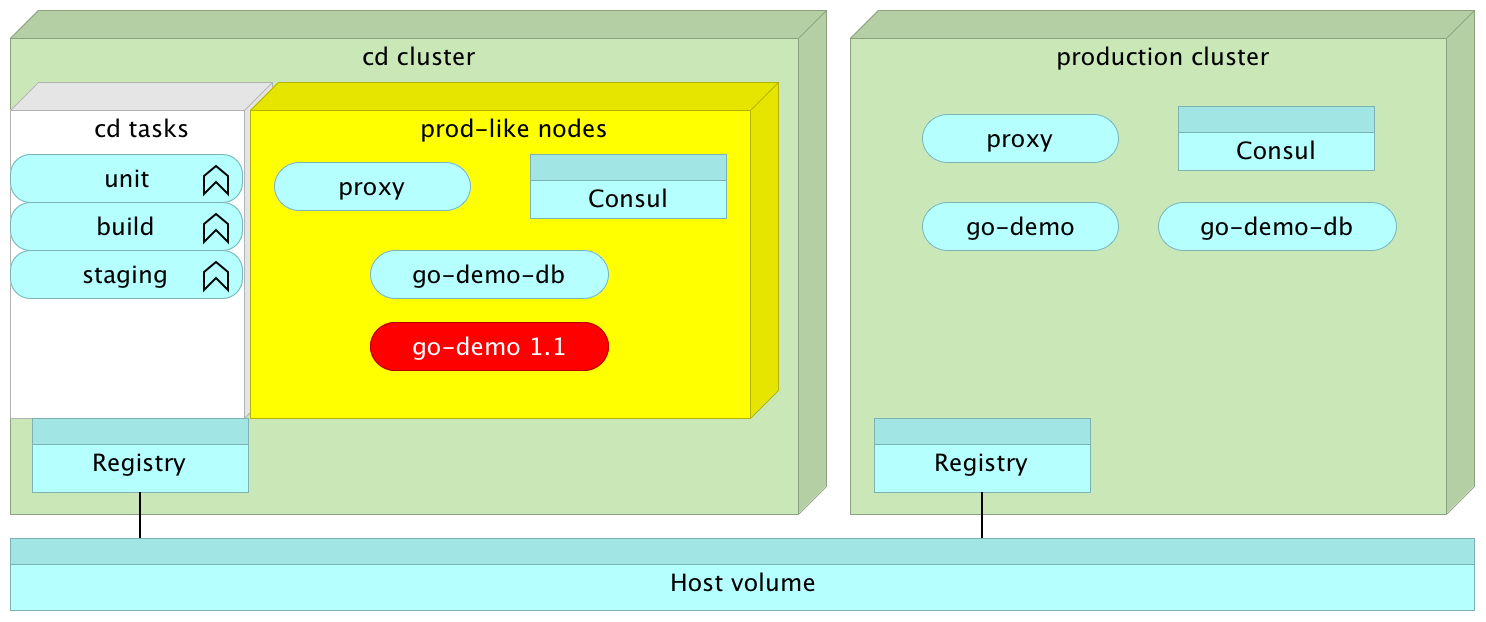 cd cluster
cd tasks
unit
build
staging
prod-like nodes
proxy
Consul
go-demo-db
go-demo 1.1
Registry
production cluster
proxy
Consul
go-demo
go-demo-db
Registry
Host volume